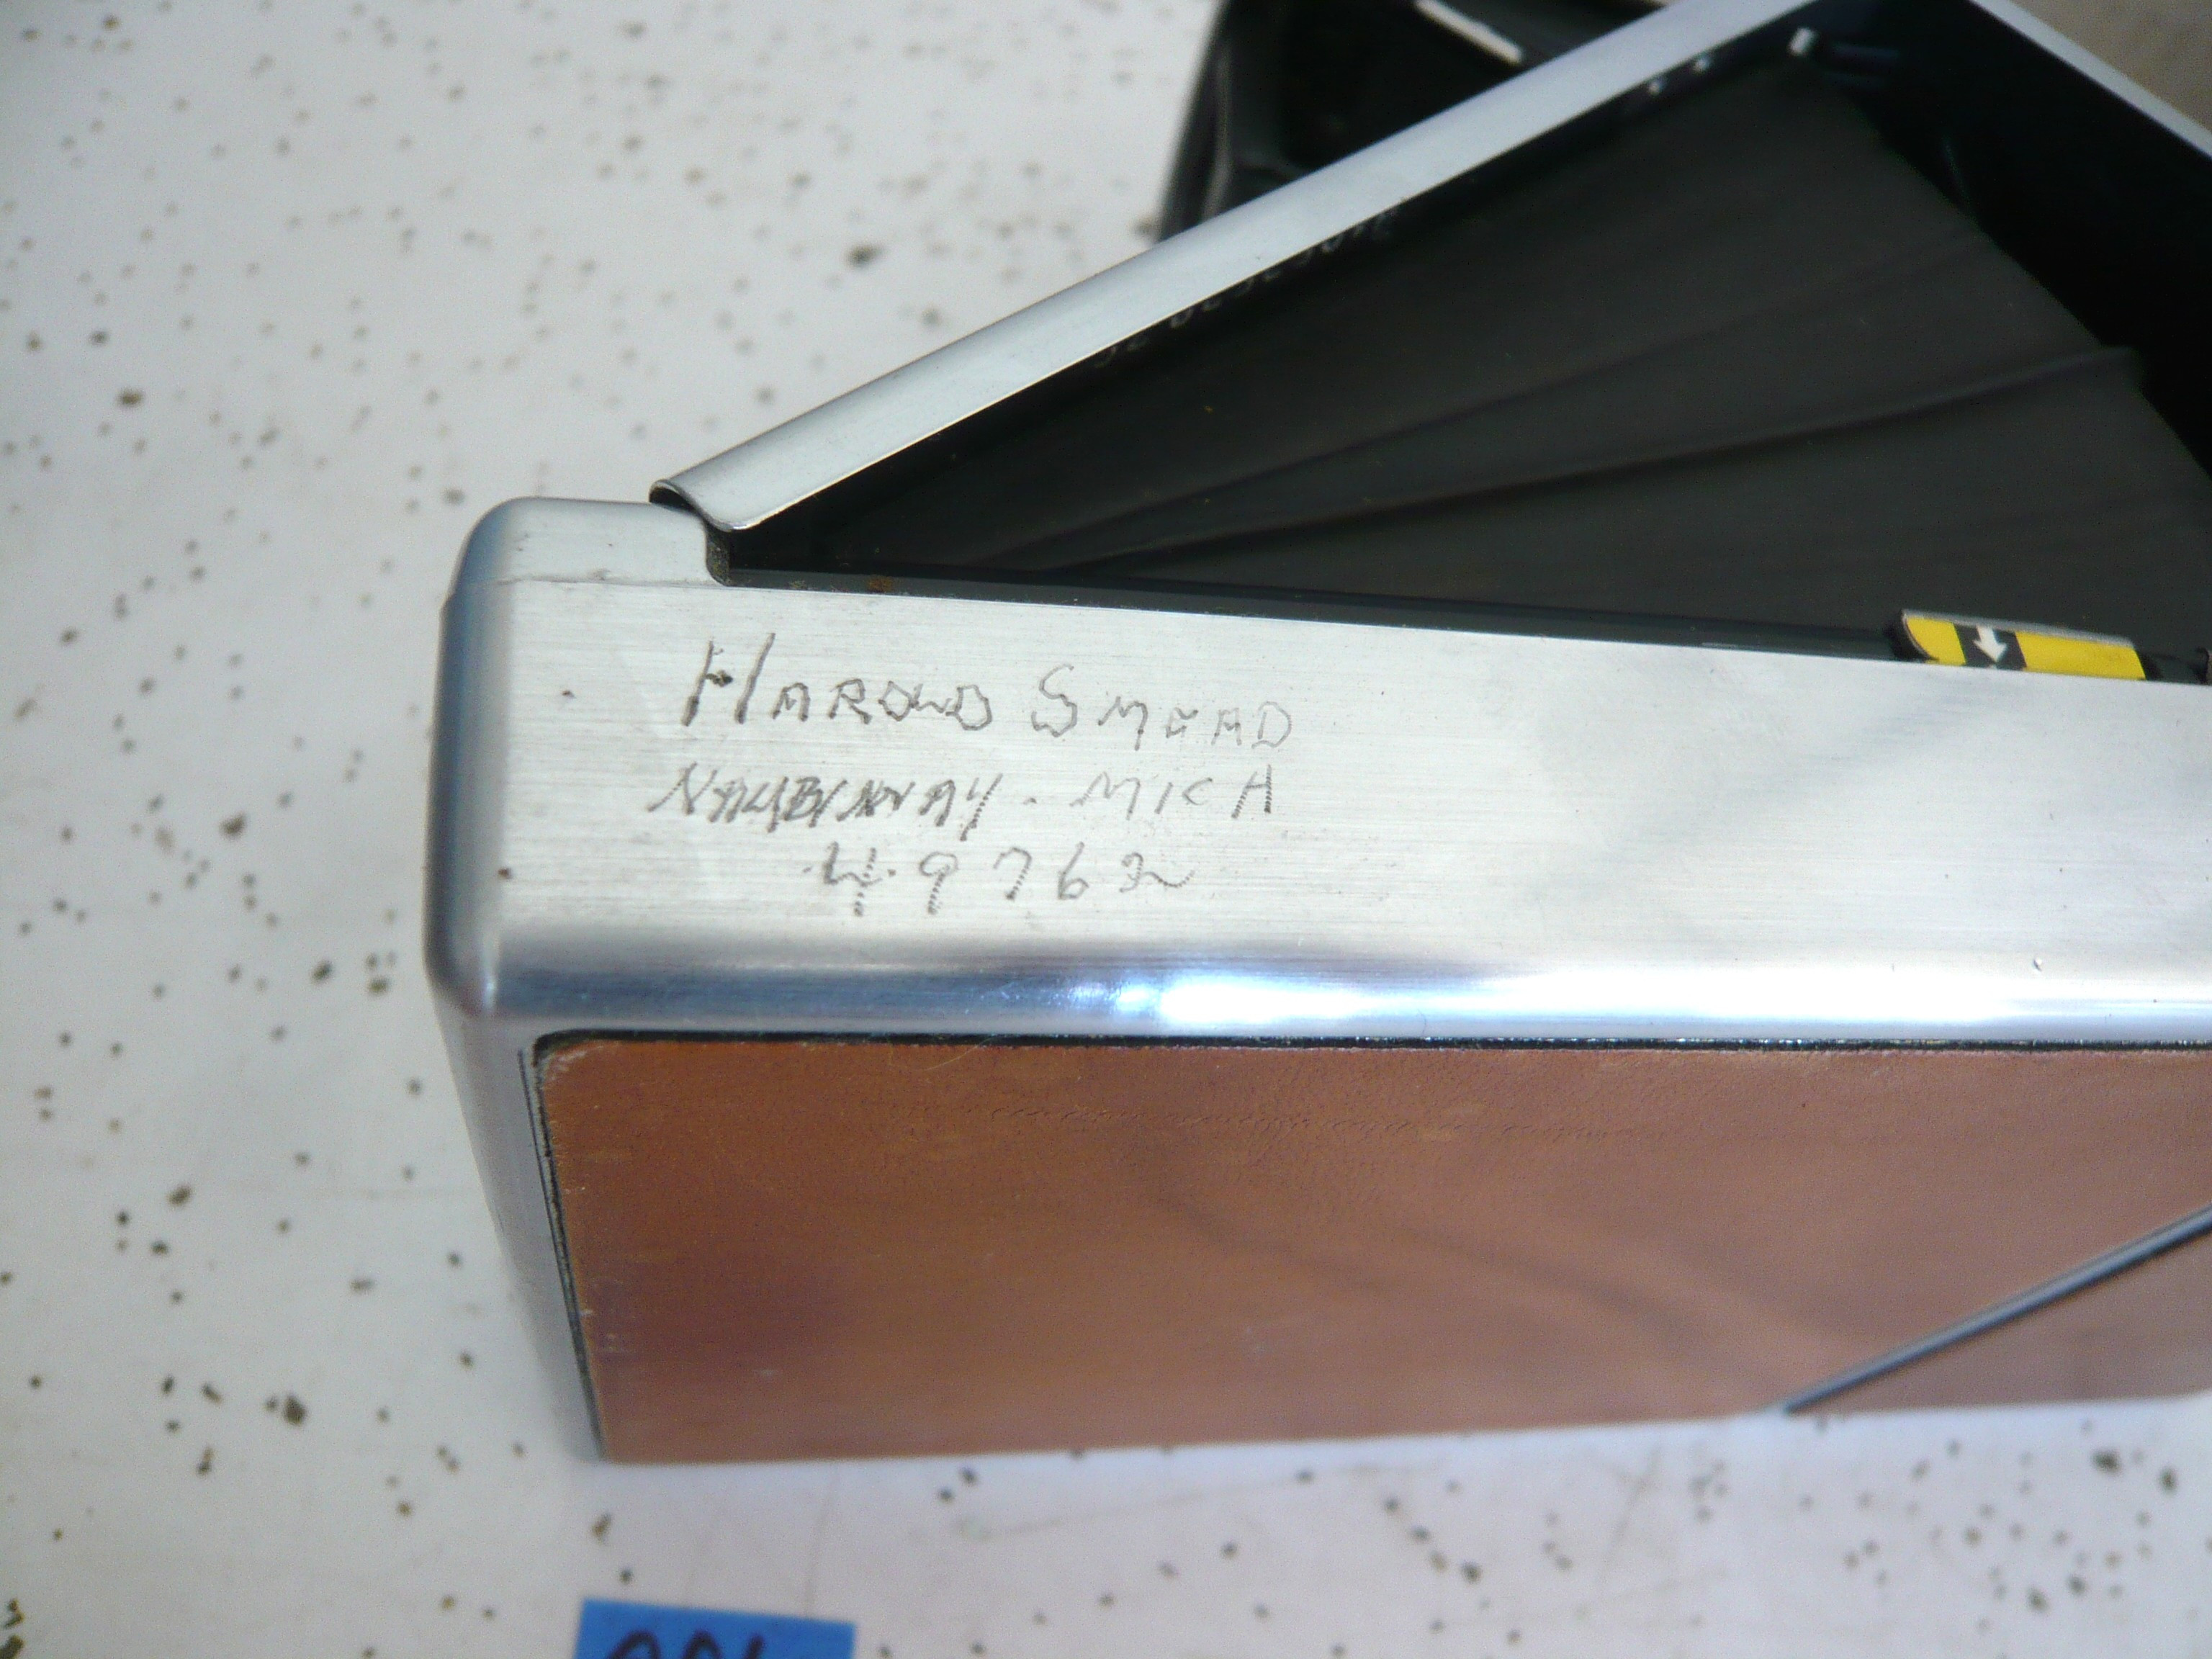 HAROLD SMEAD
NAUBINWAY. MICH
49762